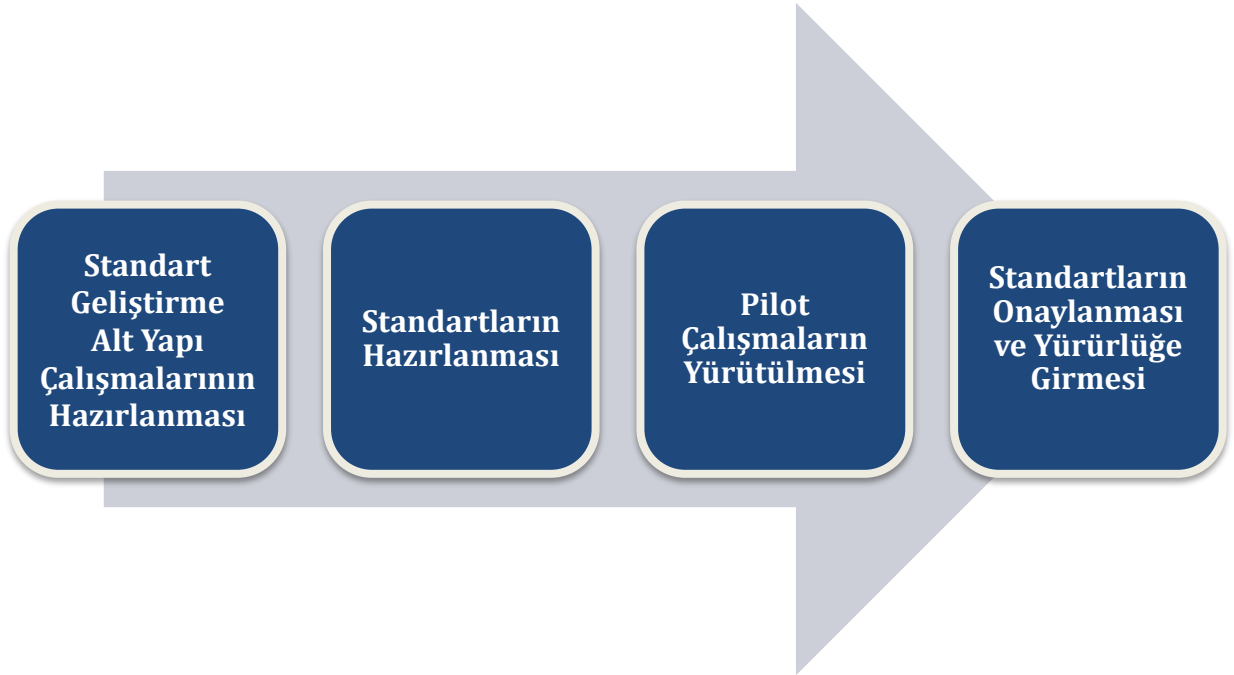 Standart
Geliştirme
Alt Yapı
Çalışmalarının
Hazırlanması
Standartların
Hazırlanması
Pilot
Çalışmaların
Yürütülmesi
Standartların
Onaylanması
ve Yürürlüğe
Girmesi